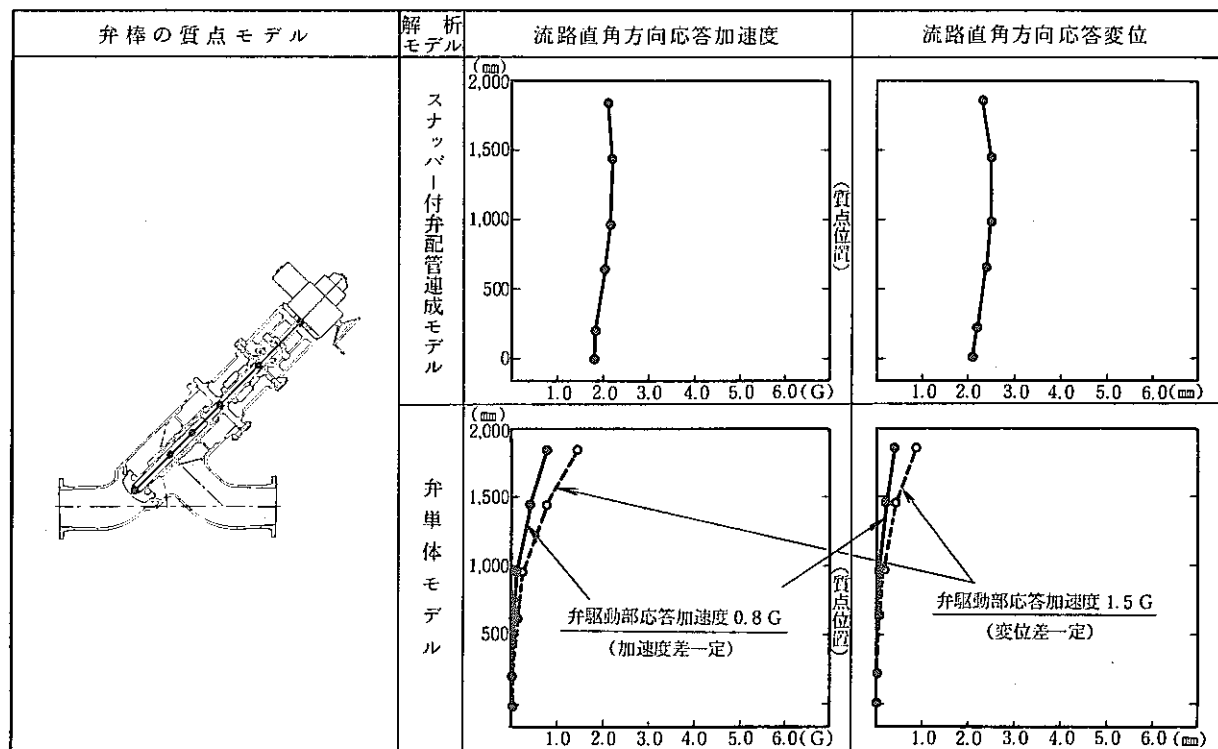 弁棒の質点モデル
解析
モデル
流路直角方向応答加速度
流路直角方向応答変位
スナッバー付弁配管連成モデル
(mm)
2,000
1,500
1,000
500
0
1.0 2.0 3.0 4.0 5.0 6.0(G)
(質点位置)
1.0 2.0 3.0 4.0 5.0 6.0(mm)
弁単体モデル
(mm)
2,000
1,500
1,000
500
弁駆動部応答加速度 0.8 G
(加速度差一定)
1.0 2.0 3.0 4.0 5.0 6.0(G)
(質点位置)
弁駆動部応答加速度 1.5 G
(変位差一定)
1.0 2.0 3.0 4.0 5.0 6.0(mm)